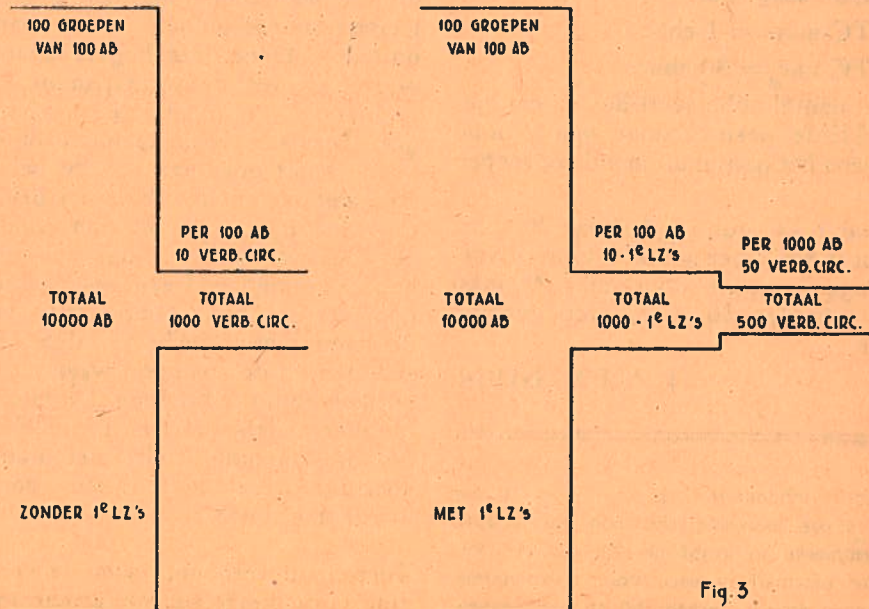 100 GROEPEN
VAN 100 AB
PER 100 AB
10 VERB.CIRC.
TOTAAL
10000 AB
TOTAAL
1000 VERB.CIRC.
ZONDER 1e LZ's
100 GROEPEN
VAN 100 AB
PER 100 AB
10-1e LZ's
PER 1000 AB
50 VERB.CIRC.
TOTAAL
10000 AB
TOTAAL
1000-1e LZ's
TOTAAL
500 VERB.CIRC.
MET 1e LZ's
Fig.3